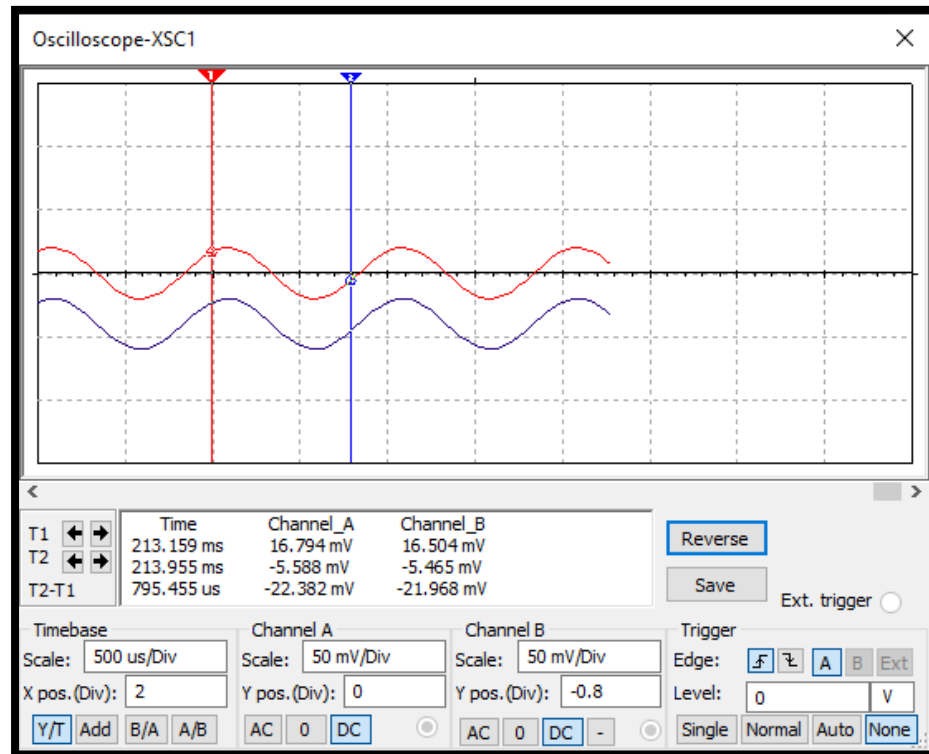 Oscilloscope-XSC1
1
2
T1
T2
T2-T1
Time Channel_A Channel_B
213.159 ms 16.794 mV 16.504 mV
213.955 ms -5.588 mV -5.465 mV
795.455 us -22.382 mV -21.968 mV
Reverse
Save
Ext. trigger
Timebase
Scale: 500 us/Div
X pos.(Div): 2
Y/T Add B/A A/B
Channel A
Scale: 50 mV/Div
Y pos.(Div): 0
AC 0 DC
Channel B
Scale: 50 mV/Div
Y pos.(Div): -0.8
AC 0 DC -
Trigger
Edge: A B Ext
Level: 0 V
Single Normal Auto None